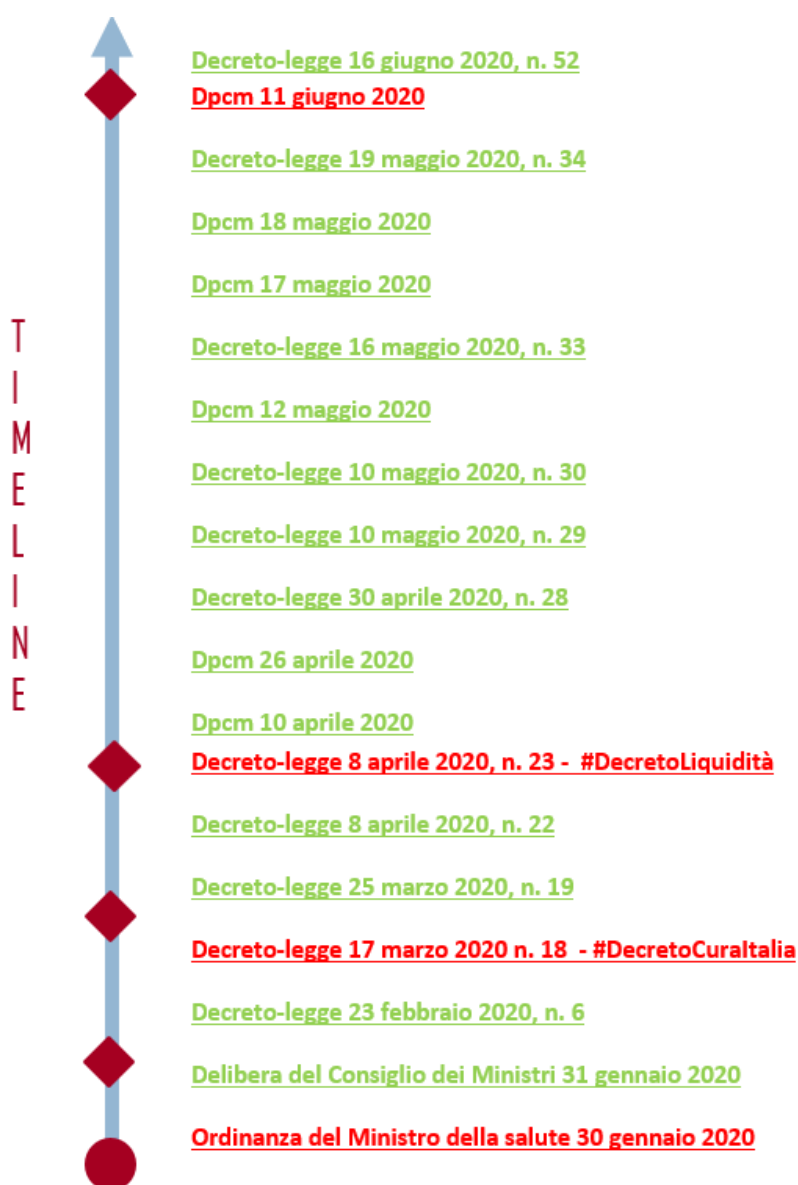 Decreto-legge 16 giugno 2020, n. 52
Dpcm 11 giugno 2020
Decreto-legge 19 maggio 2020, n. 34
Dpcm 18 maggio 2020
Dpcm 17 maggio 2020
Decreto-legge 16 maggio 2020, n. 33
Dpcm 12 maggio 2020
Decreto-legge 10 maggio 2020, n. 30
Decreto-legge 10 maggio 2020, n. 29
Decreto-legge 30 aprile 2020, n. 28
Dpcm 26 aprile 2020
Dpcm 10 aprile 2020
Decreto-legge 8 aprile 2020, n. 23 - #DecretoLiquidità
Decreto-legge 8 aprile 2020, n. 22
Decreto-legge 25 marzo 2020, n. 19
Decreto-legge 17 marzo 2020 n. 18 - #DecretoCuraItalia
Decreto-legge 23 febbraio 2020, n. 6
Delibera del Consiglio dei Ministri 31 gennaio 2020
Ordinanza del Ministro della salute 30 gennaio 2020
TIMELINE